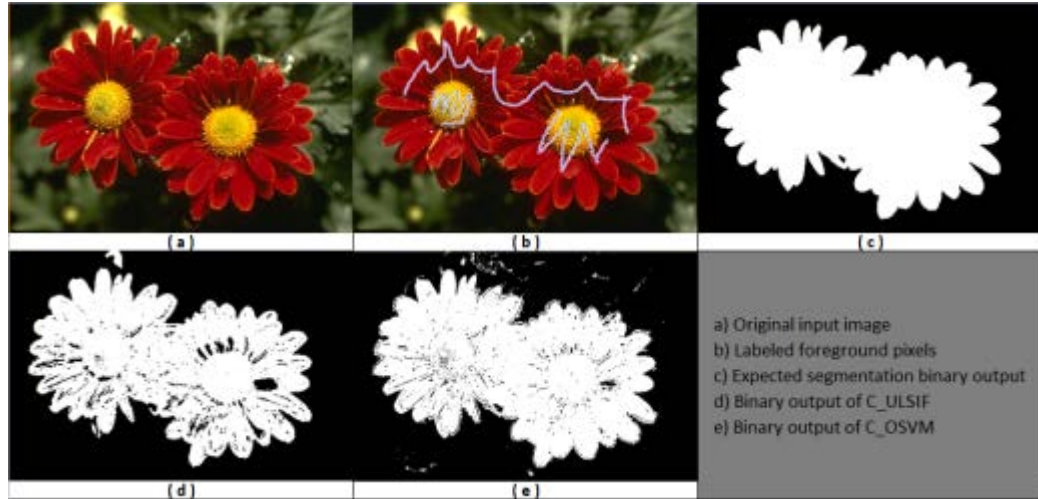 ( a )
( b )
( c )
( d )
( e )
a) Original input image
b) Labeled foreground pixels
c) Expected segmentation binary output
d) Binary output of C_ULSIF
e) Binary output of C_OSVM